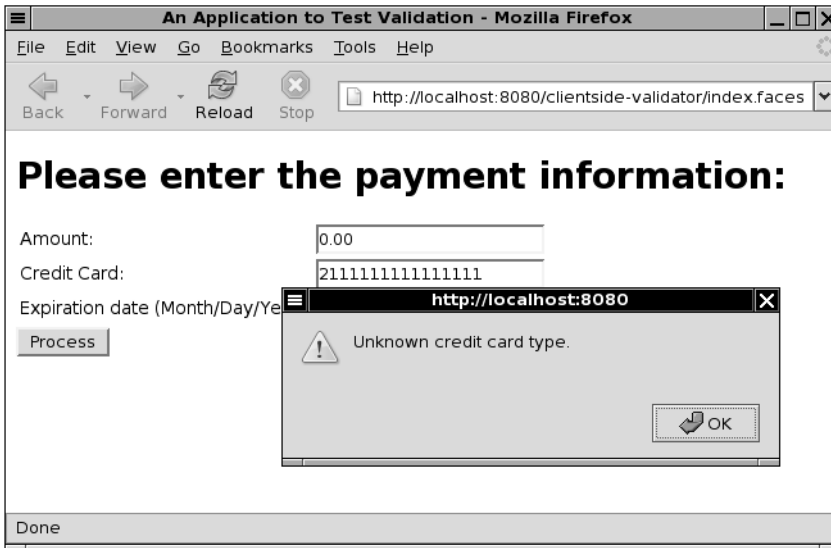 An Application to Test Validation - Mozilla Firefox
File Edit View Go Bookmarks Tools Help
Back Forward Reload Stop http://localhost:8080/clientside-validator/index.faces
Please enter the payment information:
Amount: 0.00
Credit Card: 2111111111111111
Expiration date (Month/Day/Ye
http://localhost:8080
Process
Unknown credit card type.
OK
Done